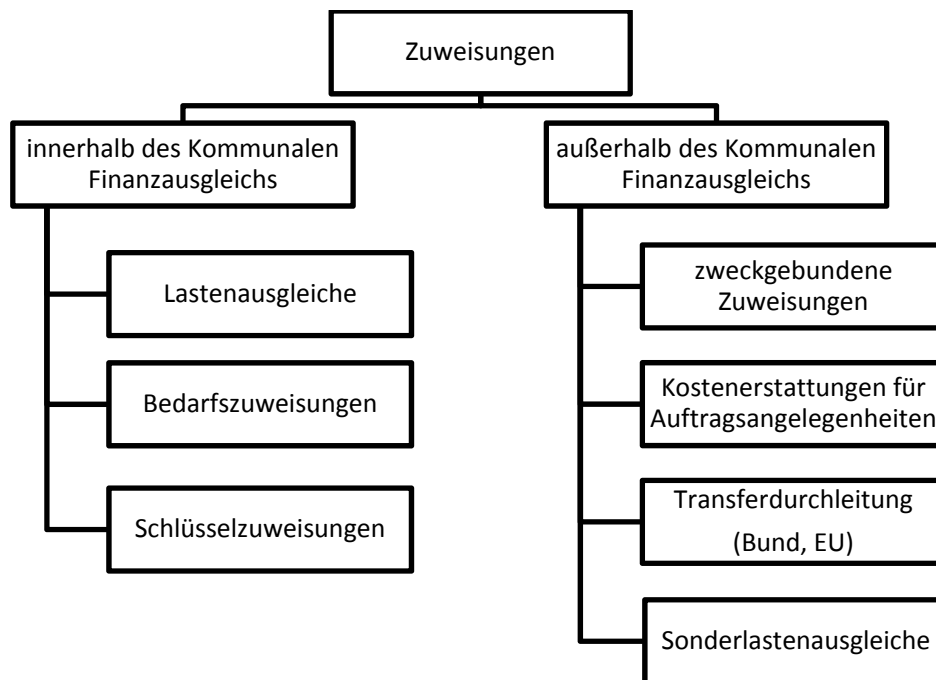 Zuweisungen
innerhalb des Kommunalen
Finanzausgleichs
Lastenausgleiche
Bedarfszuweisungen
Schlüsselzuweisungen
außerhalb des Kommunalen
Finanzausgleichs
zweckgebundene
Zuweisungen
Kostenerstattungen für
Auftragsangelegenheiten
Transferdurchleitung
(Bund, EU)
Sonderlastenausgleiche